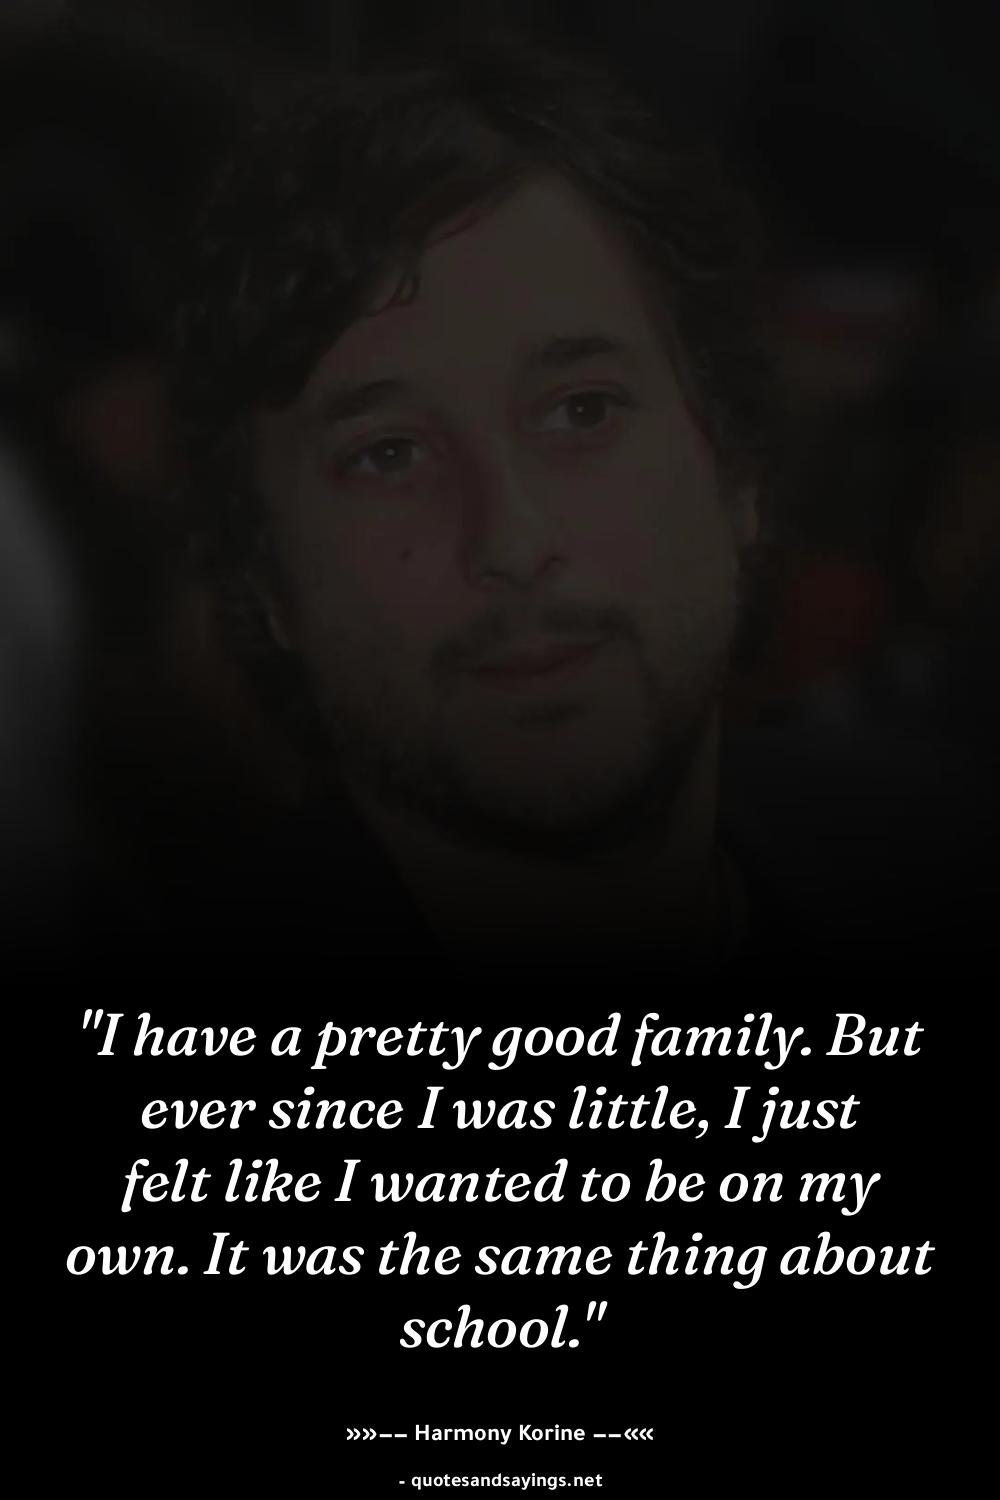 "I have a pretty good family. But
ever since I was little, I just
felt like I wanted to be on my
own. It was the same thing about
school."
»»–– Harmony Korine ––««
- quotesandsayings.net